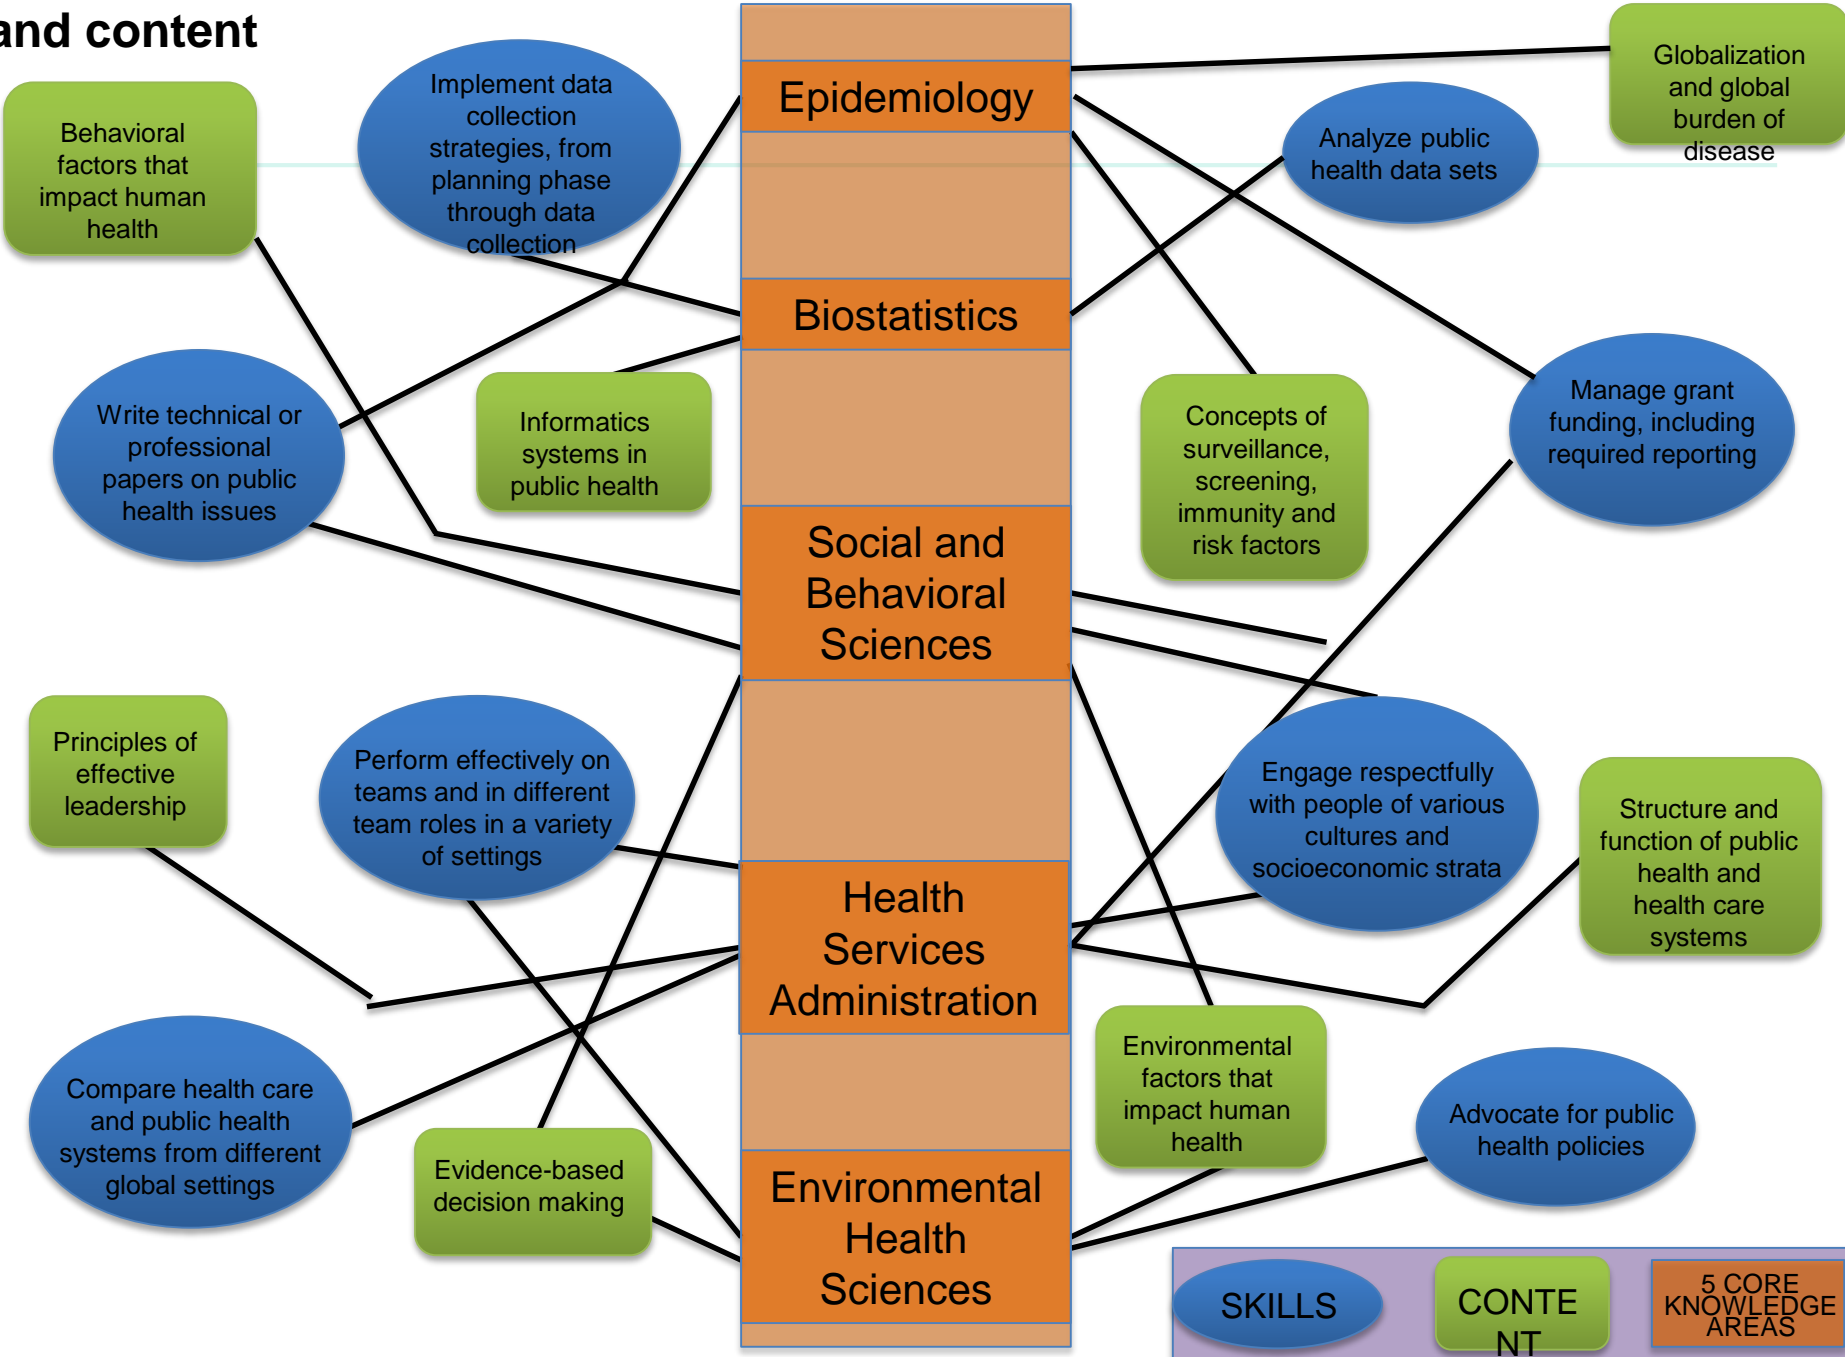 and content
Behavioral
factors that
impact human
health
Implement data
collection
strategies, from
planning phase
through data
collection
Epidemiology
Analyze public
health data sets
Globalization
and global
burden of
disease
Biostatistics
Write technical or
professional
papers on public
health issues
Informatics
systems in
public health
Concepts of
surveillance,
screening,
immunity and
risk factors
Manage grant
funding, including
required reporting
Social and
Behavioral
Sciences
Principles of
effective
leadership
Perform effectively on
teams and in different
team roles in a variety
of settings
Engage respectfully
with people of various
cultures and
socioeconomic strata
Structure and
function of public
health and
health care
systems
Health
Services
Administration
Compare health care
and public health
systems from different
global settings
Evidence-based
decision making
Environmental
factors that
impact human
health
Advocate for public
health policies
Environmental
Health
Sciences
SKILLS
CONTE
NT
5 CORE
KNOWLEDGE
AREAS